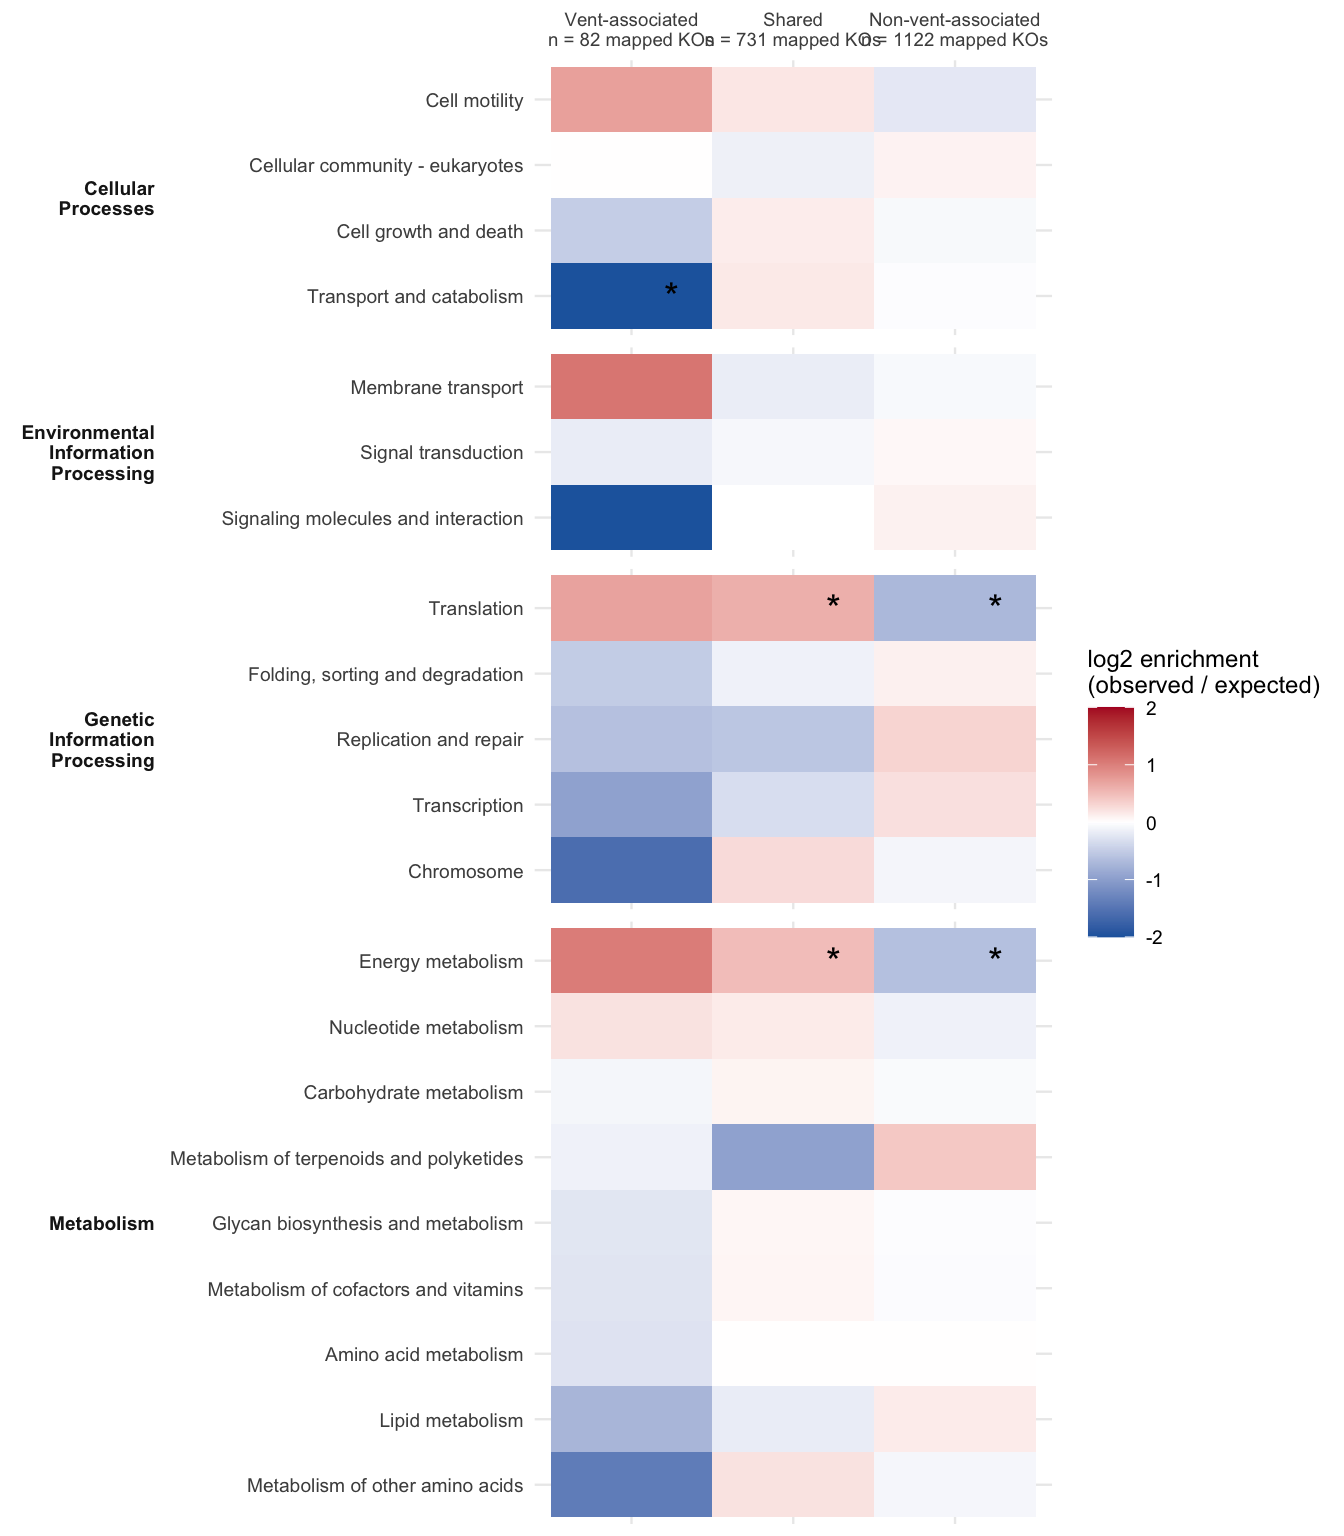 Vent-associated
n = 82 mapped KOs
Shared
n = 731 mapped KOs
Non-vent-associated
n = 1122 mapped KOs
Cellular
Processes
Cell motility
Cellular community - eukaryotes
Cell growth and death
Transport and catabolism
*
Environmental
Information
Processing
Membrane transport
Signal transduction
Signaling molecules and interaction
Genetic
Information
Processing
Translation
*
*
Folding, sorting and degradation
Replication and repair
Transcription
Chromosome
Metabolism
Energy metabolism
*
*
Nucleotide metabolism
Carbohydrate metabolism
Metabolism of terpenoids and polyketides
Glycan biosynthesis and metabolism
Metabolism of cofactors and vitamins
Amino acid metabolism
Lipid metabolism
Metabolism of other amino acids
log2 enrichment
(observed / expected)
2
1
0
-1
-2